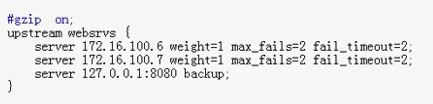 #gzip  on;
upstream websrvs {
    server 172.16.100.6 weight=1 max_fails=2 fail_timeout=2;
    server 172.16.100.7 weight=1 max_fails=2 fail_timeout=2;
    server 127.0.0.1:8080 backup;
}